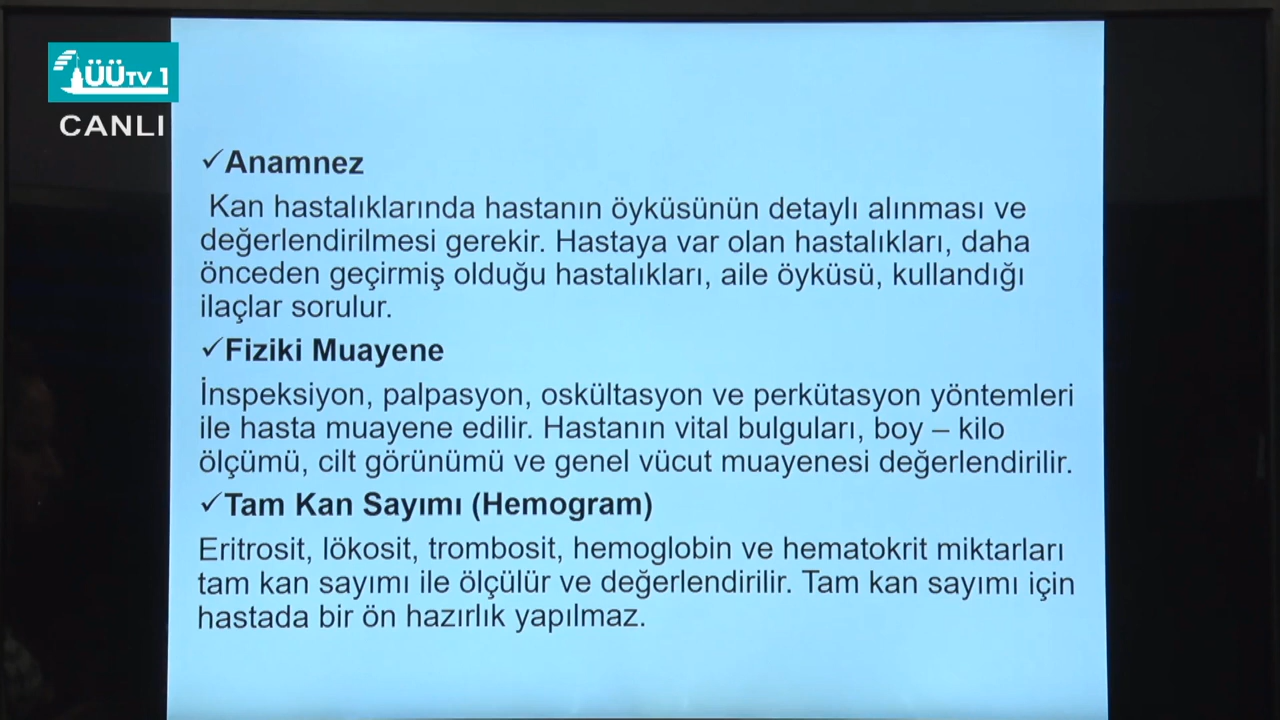 ÜÜTV 1
CANLI
✓Anamnez
Kan hastalıklarında hastanın öyküsünün detaylı alınması ve
değerlendirilmesi gerekir. Hastaya var olan hastalıkları, daha
önceden geçirmiş olduğu hastalıkları, aile öyküsü, kullandığı
ilaçlar sorulur.
✓Fiziki Muayene
İnspeksiyon, palpasyon, oskültasyon ve perkütasyon yöntemleri
ile hasta muayene edilir. Hastanın vital bulguları, boy – kilo
ölçümü, cilt görünümü ve genel vücut muayenesi değerlendirilir.
✓Tam Kan Sayımı (Hemogram)
Eritrosit, lökosit, trombosit, hemoglobin ve hematokrit miktarları
tam kan sayımı ile ölçülür ve değerlendirilir. Tam kan sayımı için
hastada bir ön hazırlık yapılmaz.